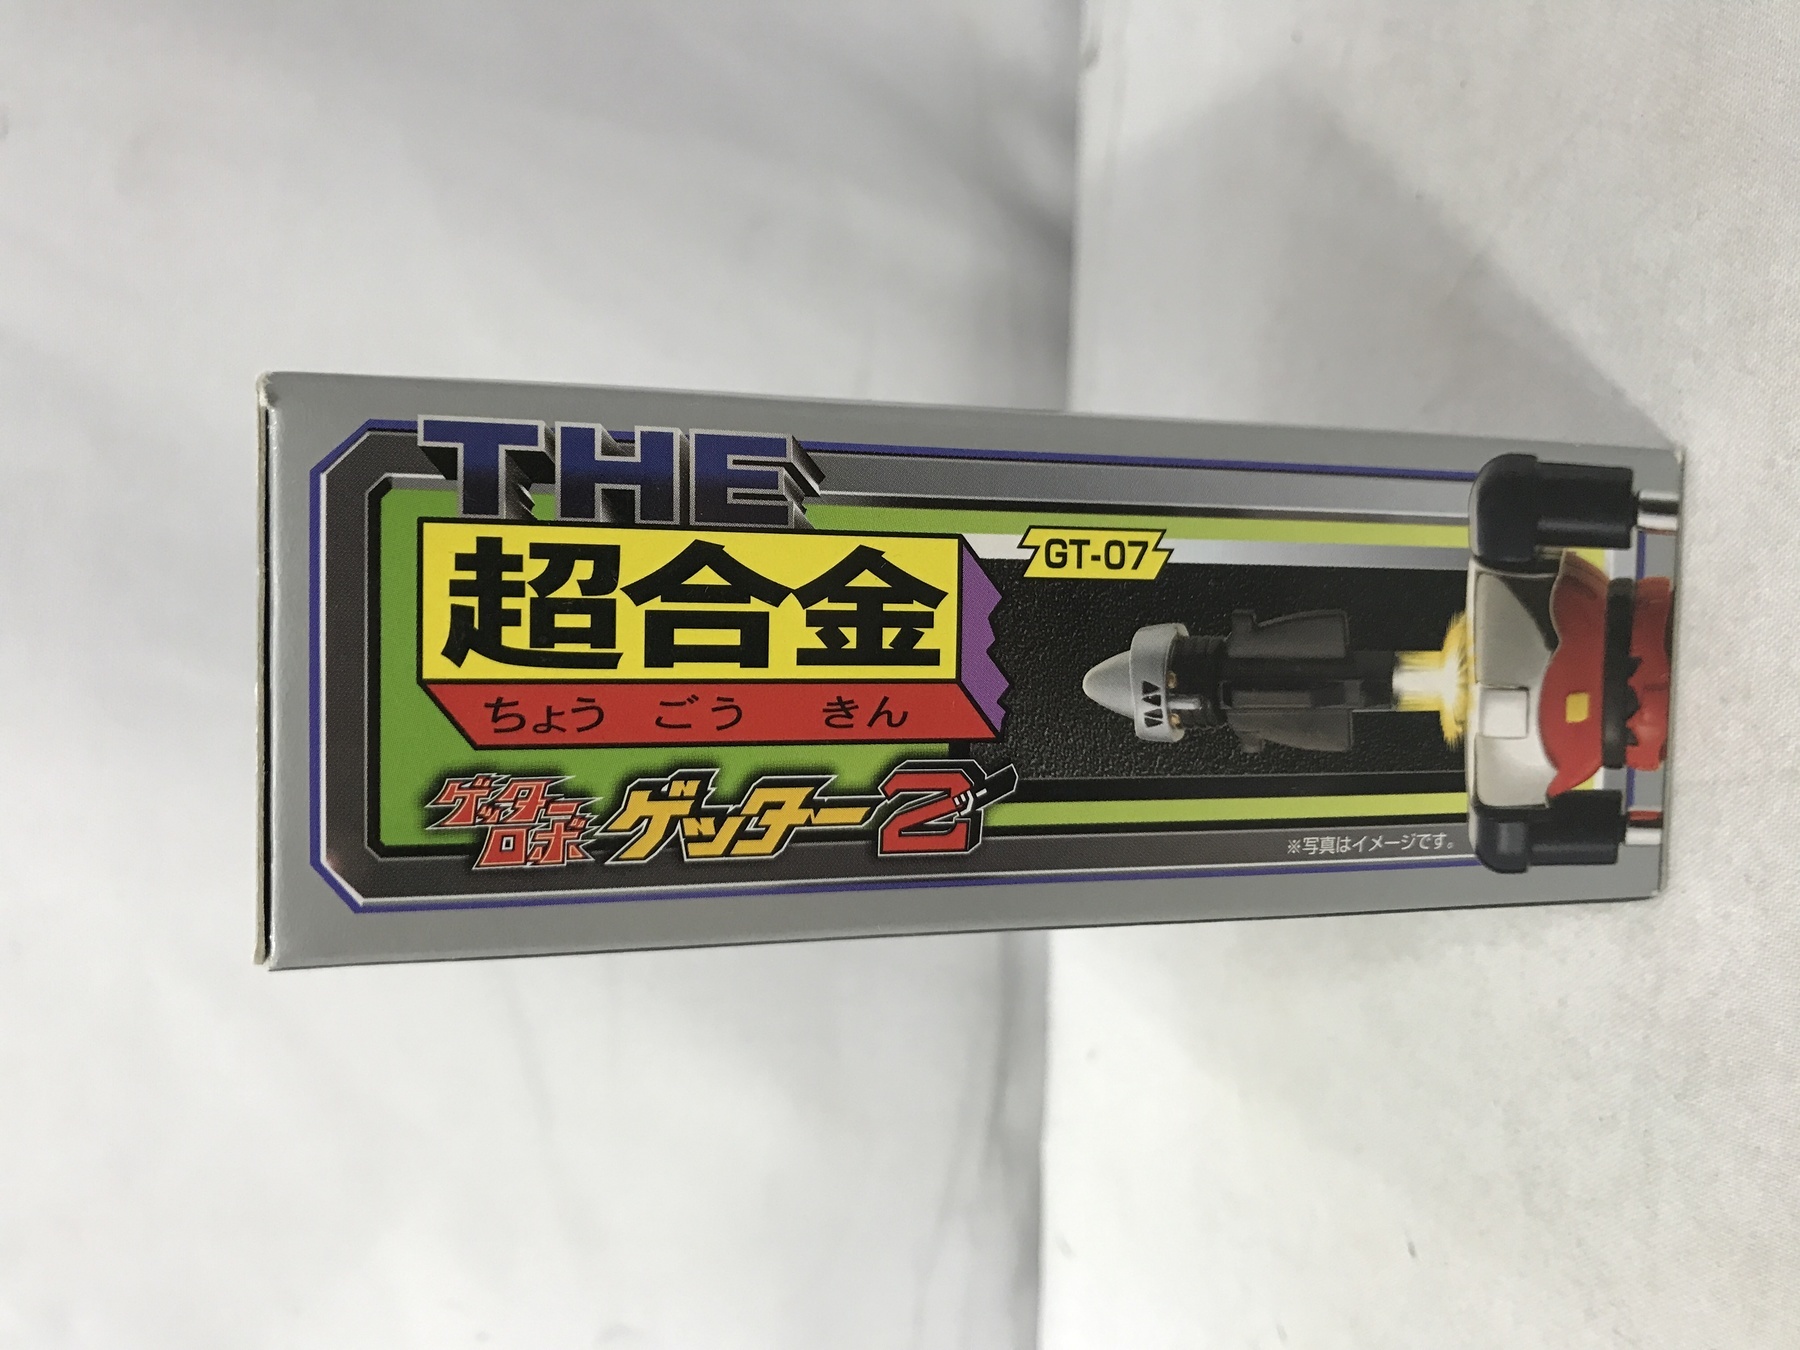 THE
超合金
ちょう ごう きん
GT-07
ゲッター
ロボ
ゲッター2
※写真はイメージです。